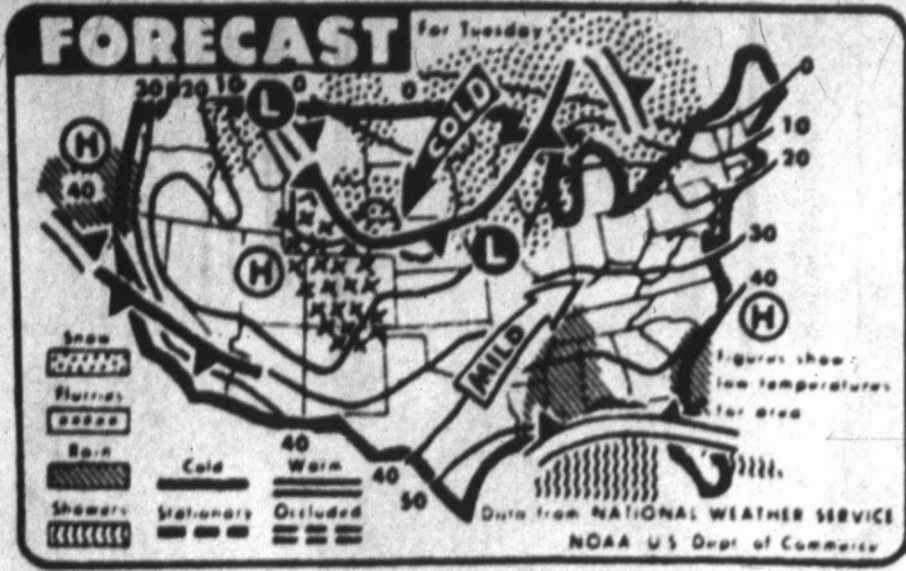 FORECAST
For Tuesday
30 20 10 0 0 0
L
COLD
H
40
10
20
30
40
H
L
H
MILD
Figures show
low temperatures
for area
Snow
Flurries
Rain
Showers
Cold
Warm
Stationary
Occluded
40
40
50
Data from NATIONAL WEATHER SERVICE
NOAA U S Dept of Commerce